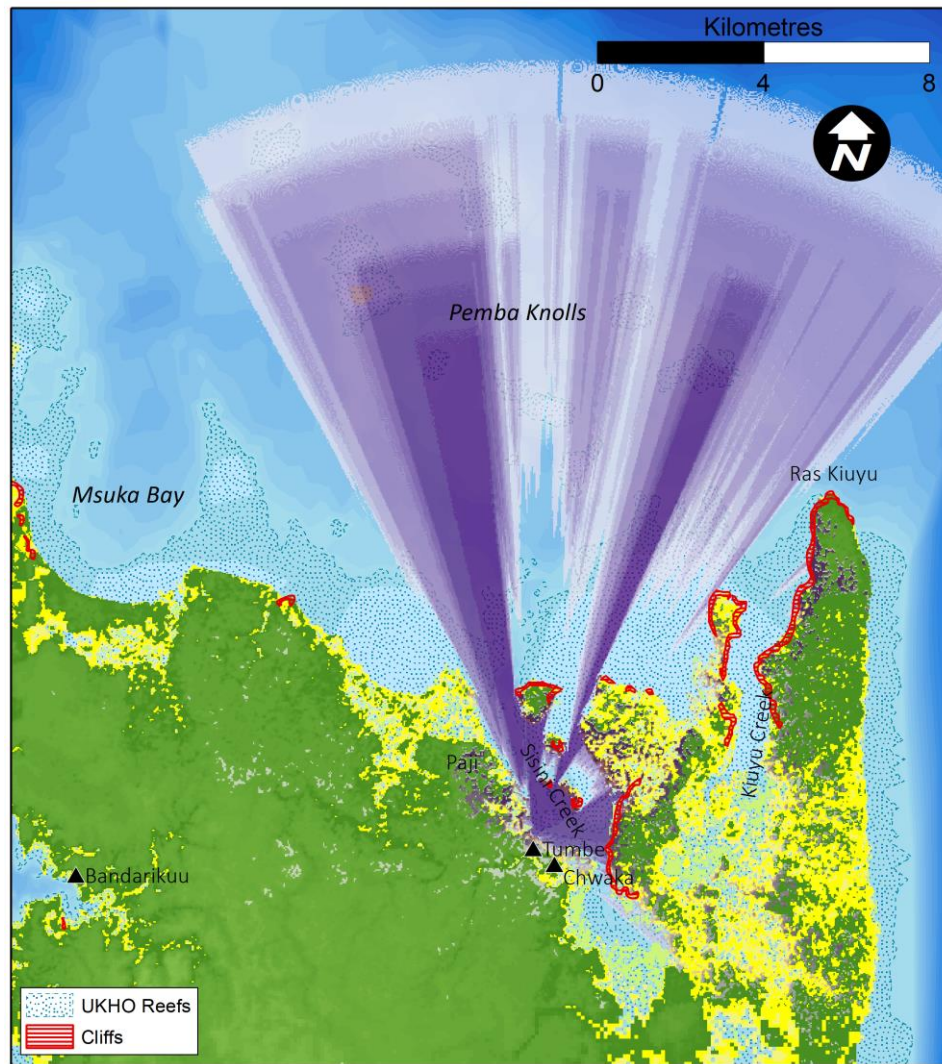 Kilometres
0 4 8
N
Pemba Knolls
Ras Kiuyu
Msuka Bay
Kiuyu Creek
Paji
Sisini Creek
Tumbe
Chwaka
Bandarikuu
UKHO Reefs
Cliffs